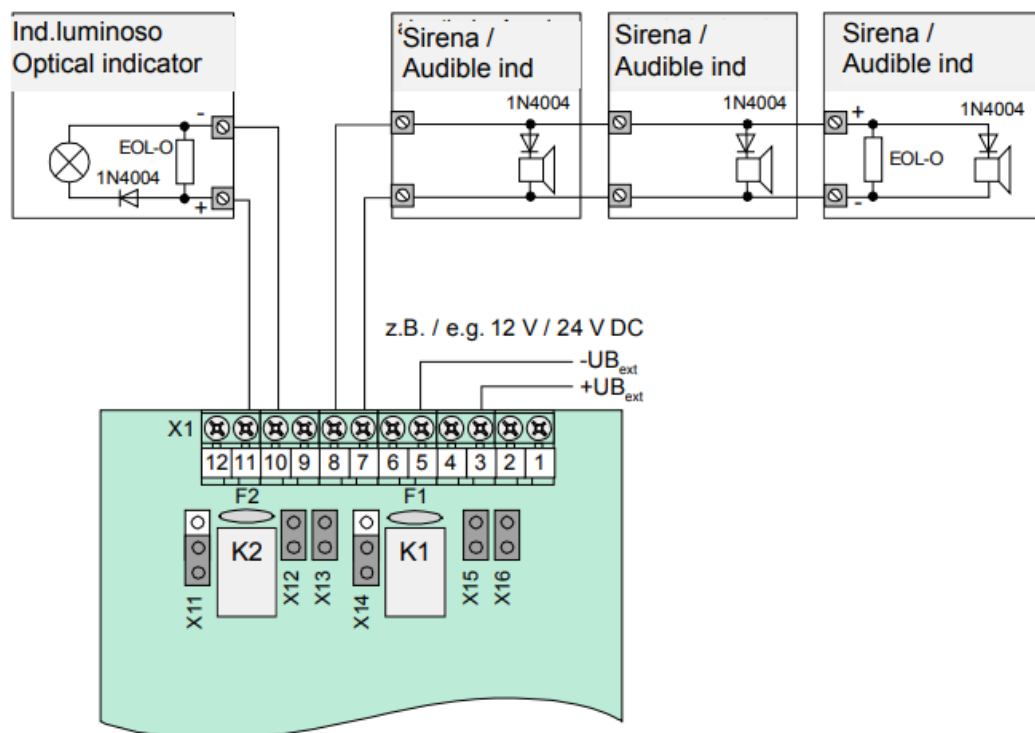 Ind.luminoso
Optical indicator
Sirena /
Audible ind
Sirena /
Audible ind
Sirena /
Audible ind
-
EOL-O
1N4004
+
1N4004
1N4004
+
1N4004
EOL-O
-
z.B. / e.g. 12 V / 24 V DC
-UBext
+UBext
X1
12 11 10 9 8 7 6 5 4 3 2 1
F2
F1
K2
K1
X11
X12
X13
X14
X15
X16